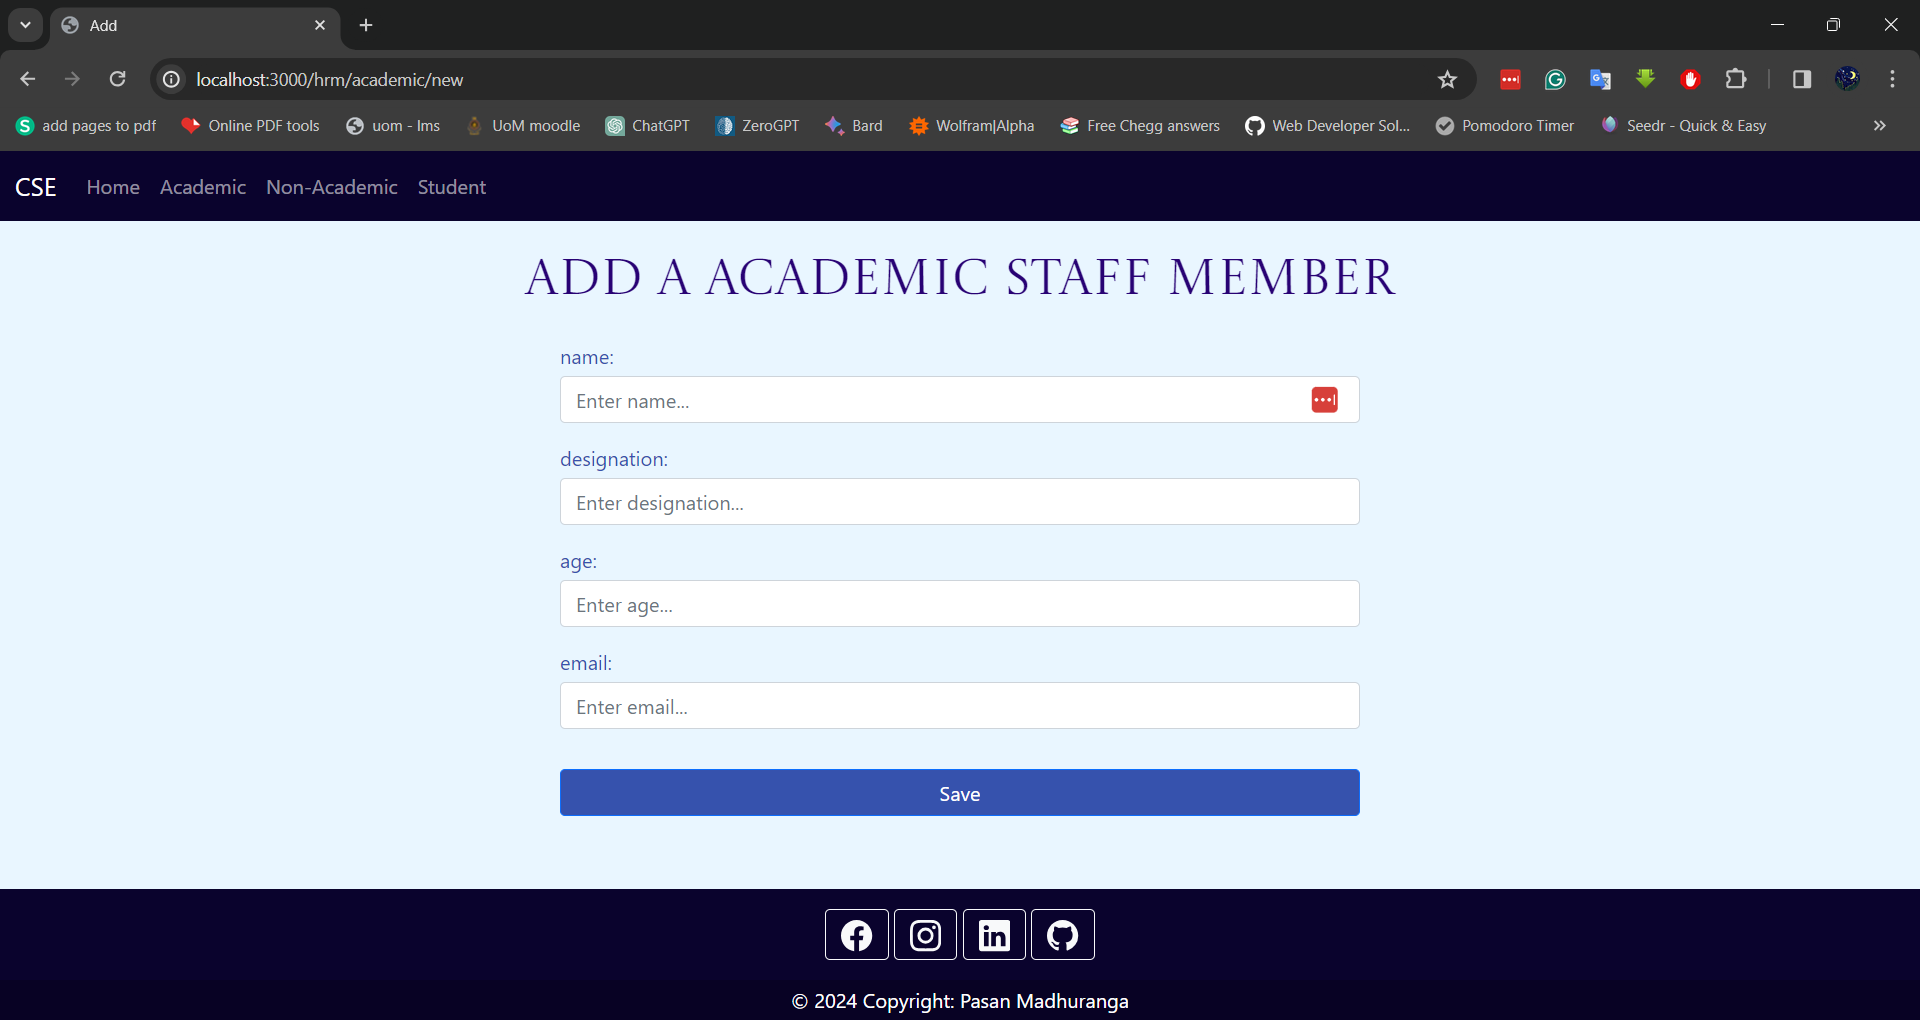 Add
localhost:3000/hrm/academic/new
S add pages to pdf Online PDF tools uom - lms UoM moodle ChatGPT ZeroGPT Bard Wolfram|Alpha Free Chegg answers Web Developer Sol... Pomodoro Timer Seedr - Quick & Easy
CSE Home Academic Non-Academic Student
ADD A ACADEMIC STAFF MEMBER
name:
Enter name...
designation:
Enter designation...
age:
Enter age...
email:
Enter email...
Save
© 2024 Copyright: Pasan Madhuranga